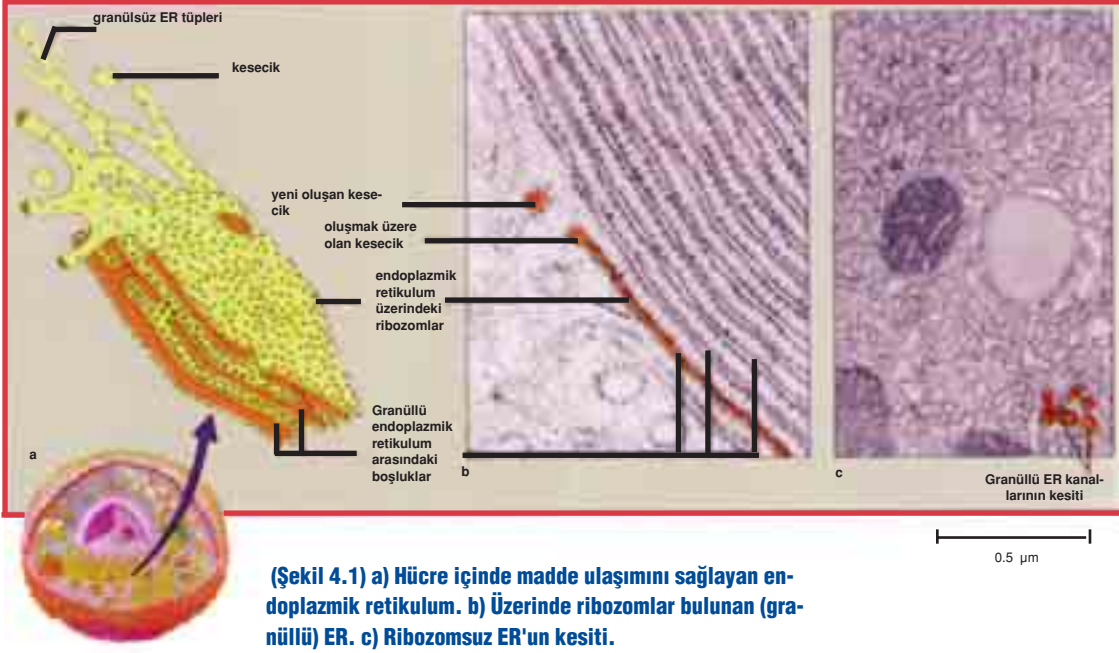 granülsüz ER tüpleri
kesecik
yeni oluşan kese-
cik
oluşmak üzere
olan kesecik
endoplazmik
retikulum
üzerindeki
ribozomlar
Granüllü
endoplazmik
retikulum
arasındaki
boşluklar
a
b
c
Granüllü ER kanal-
larının kesiti
0.5 µm
(Şekil 4.1) a) Hücre içinde madde ulaşımını sağlayan en-
doplazmik retikulum. b) Üzerinde ribozomlar bulunan (gra-
nüllü) ER. c) Ribozomsuz ER'un kesiti.